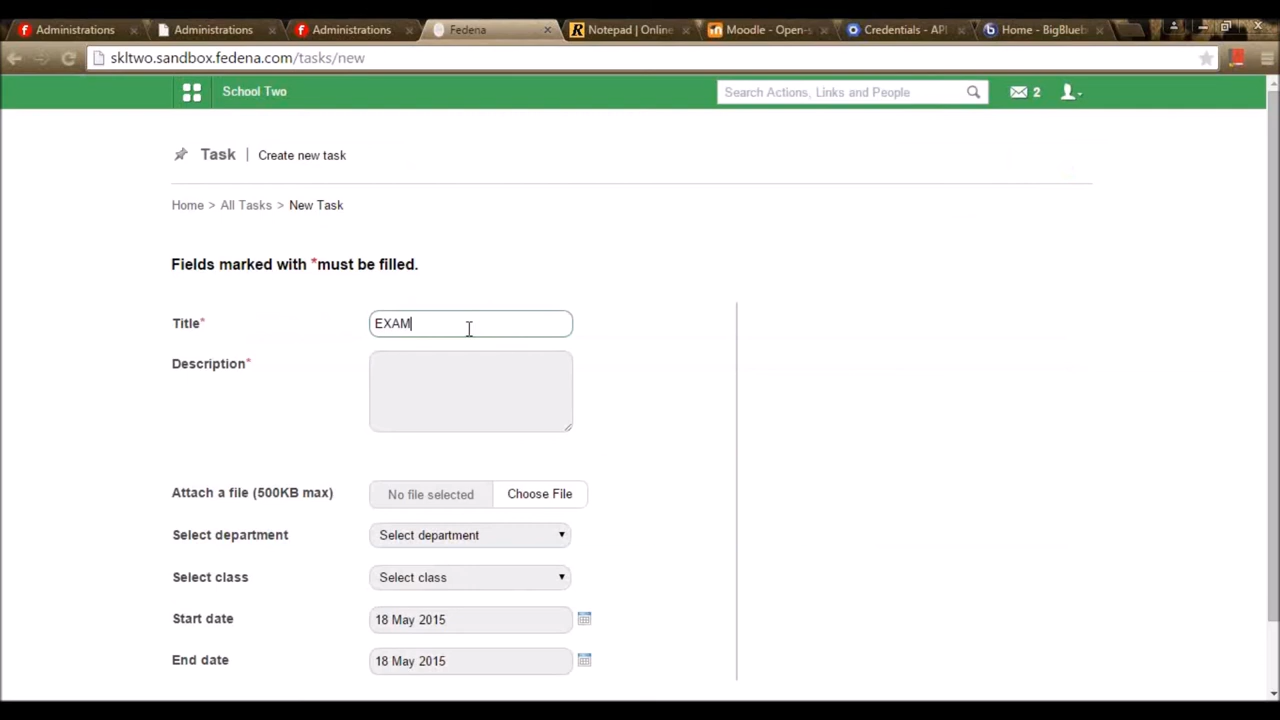 Administrations Administrations Administrations Fedena Notepad | Online Moodle - Open-s Credentials - API Home - BigBlueb
skltwo.sandbox.fedena.com/tasks/new
School Two Search Actions, Links and People 2
Task | Create new task
Home > All Tasks > New Task
Fields marked with *must be filled.
Title* EXAM
Description*
Attach a file (500KB max) No file selected Choose File
Select department Select department
Select class Select class
Start date 18 May 2015
End date 18 May 2015